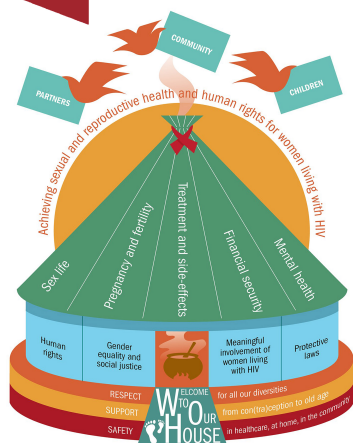 COMMUNITY
PARTNERS
CHILDREN
Achieving sexual and reproductive health and human rights for women living with HIV
Sex life
Pregnancy and fertility
Treatment and side-effects
Financial security
Mental health
Human
rights
Gender
equality and
social justice
Meaningful
involvement of
women living
with HIV
Protective
laws
RESPECT for all our diversities
SUPPORT from con(tra)ception to old age
SAFETY in healthcare, at home, in the community
WELCOME
TO OUR
HOUSE